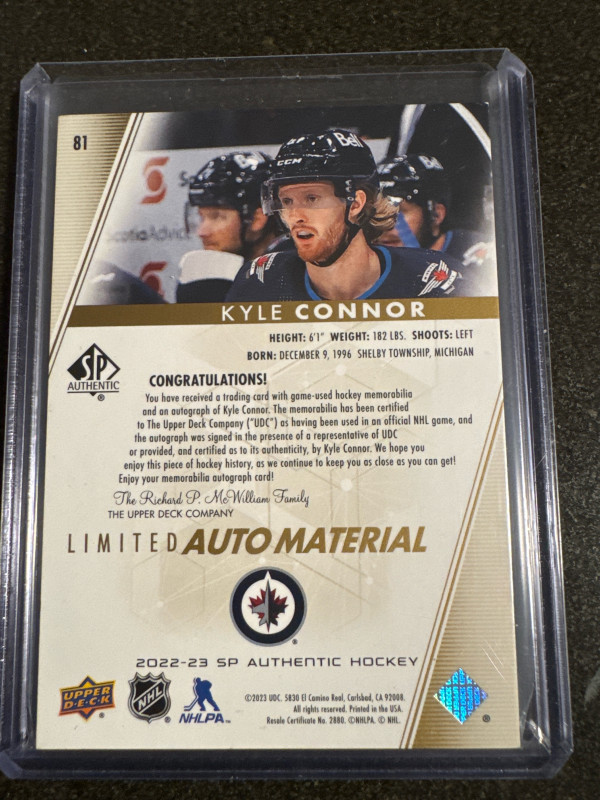 81
CCM
Bell
ScotiaAdvice
KYLE CONNOR
HEIGHT: 6'1" WEIGHT: 182 LBS. SHOOTS: LEFT
BORN: DECEMBER 9, 1996 SHELBY TOWNSHIP, MICHIGAN
SP
AUTHENTIC
®
CONGRATULATIONS!
You have received a trading card with game-used hockey memorabilia
and an autograph of Kyle Connor. The memorabilia has been certified
to The Upper Deck Company ("UDC") as having been used in an official NHL game, and
the autograph was signed in the presence of a representative of UDC
or provided, and certified as to its authenticity, by Kyle Connor. We hope you
enjoy this piece of hockey history, as we continue to keep you as close as you can get!
Enjoy your memorabilia autograph card!
The Richard P. McWilliam Family
THE UPPER DECK COMPANY
LIMITED AUTO MATERIAL
®
2022-23 SP AUTHENTIC HOCKEY
UPPER
D·E·C·K
®
NHL
®
NHLPA™
©2023 UDC. 5830 El Camino Real, Carlsbad, CA 92008.
All rights reserved. Printed in the USA.
Resale Certificate No. 2880. ©NHLPA. © NHL.
®